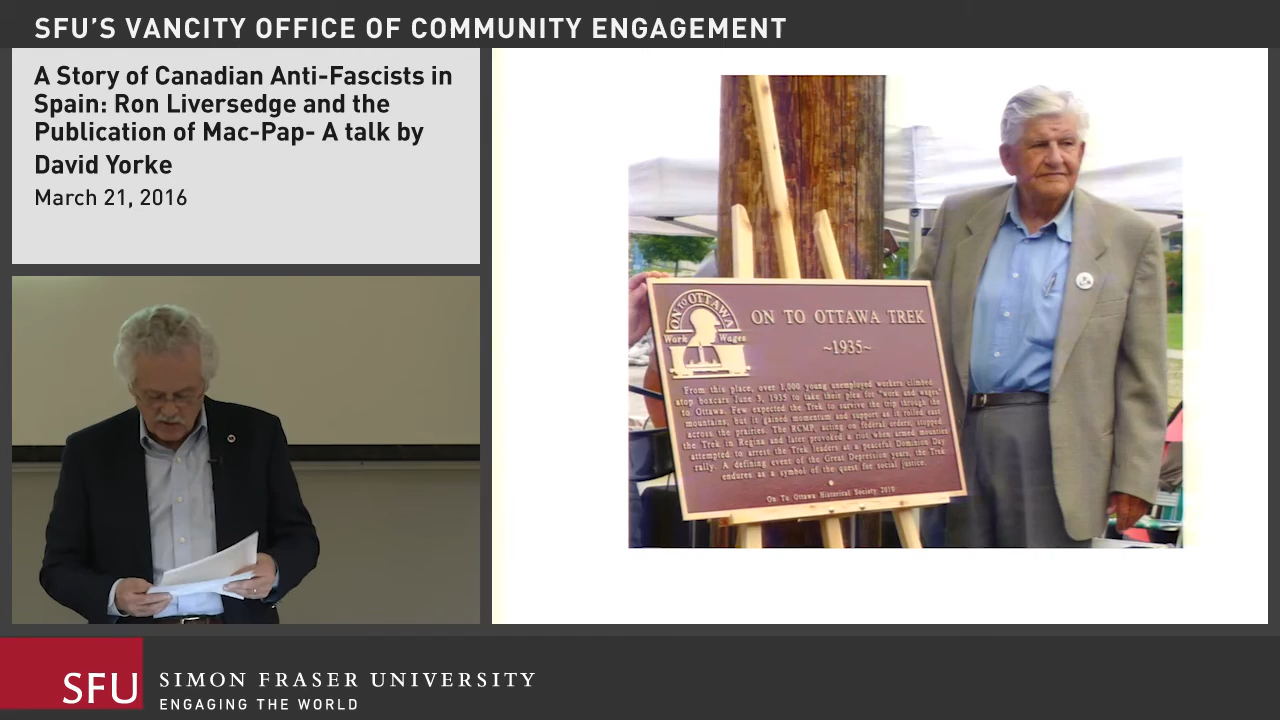 SFU'S VANCITY OFFICE OF COMMUNITY ENGAGEMENT
A Story of Canadian Anti-Fascists in
Spain: Ron Liversedge and the
Publication of Mac-Pap- A talk by
David Yorke
March 21, 2016
ON TO OTTAWA
Work Wages
ON TO OTTAWA TREK
~1935~
From this place, over 1,000 young unemployed workers climbed
atop boxcars June 3, 1935 to take their plea for "work and wages"
to Ottawa. Few expected the Trek to survive the trip through the
mountains, but it gained momentum and support as it rolled east
across the prairies. The RCMP, acting on federal orders, stopped
the Trek in Regina and later provoked a riot when armed mounties
attempted to arrest the Trek leaders at a peaceful Dominion Day
rally. A defining event of the Great Depression years, the Trek
endures as a symbol of the quest for social justice.
On To Ottawa Historical Society 2010
SFU SIMON FRASER UNIVERSITY
ENGAGING THE WORLD